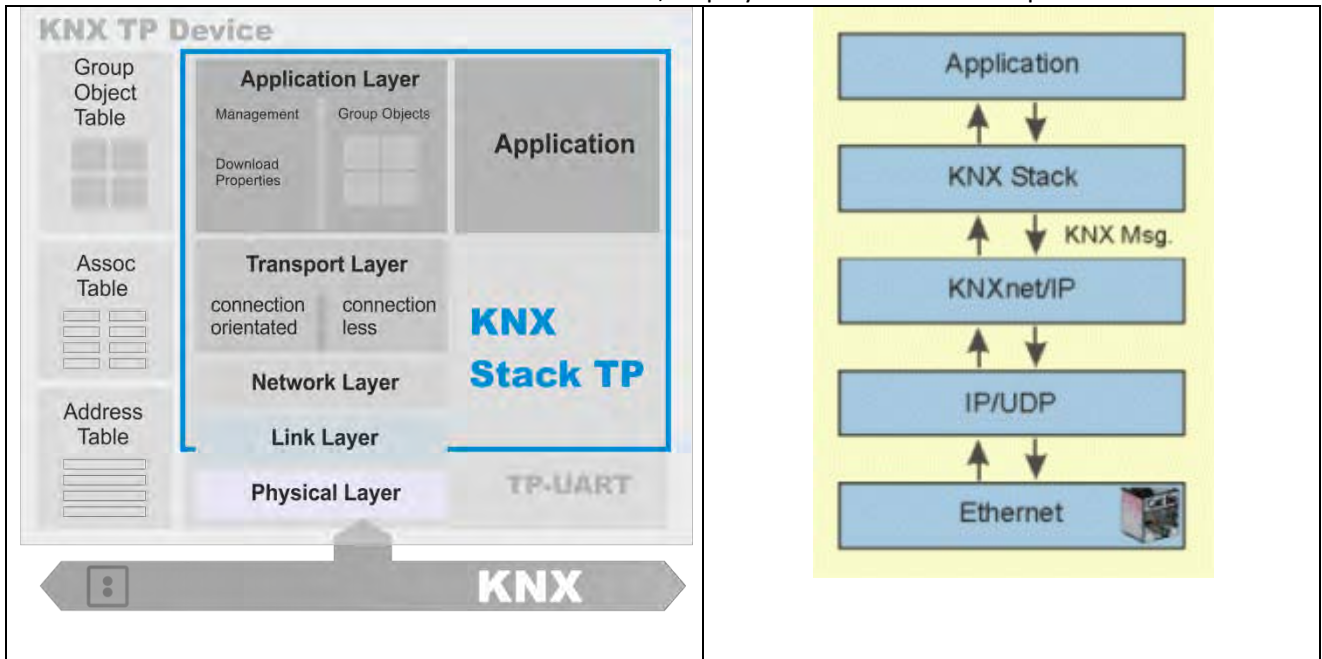 KNX TP Device
Group
Object
Table
Application Layer
Management
Group Objects
Download
Properties
Application
Assoc
Table
Transport Layer
connection
orientated
connection
less
KNX
Stack TP
Network Layer
Address
Table
Link Layer
Physical Layer
TP-UART
KNX
Application
KNX Stack
KNX Msg.
KNXnet/IP
IP/UDP
Ethernet